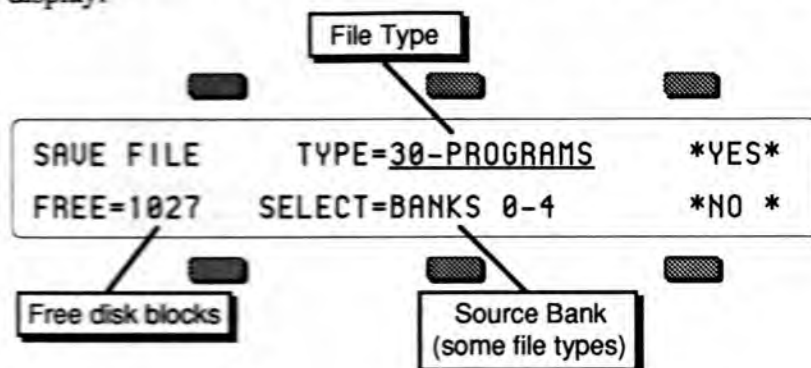 display:
File Type
SAVE FILE TYPE=30-PROGRAMS *YES*
FREE=1027 SELECT=BANKS 0-4 *NO *
Free disk blocks
Source Bank
(some file types)